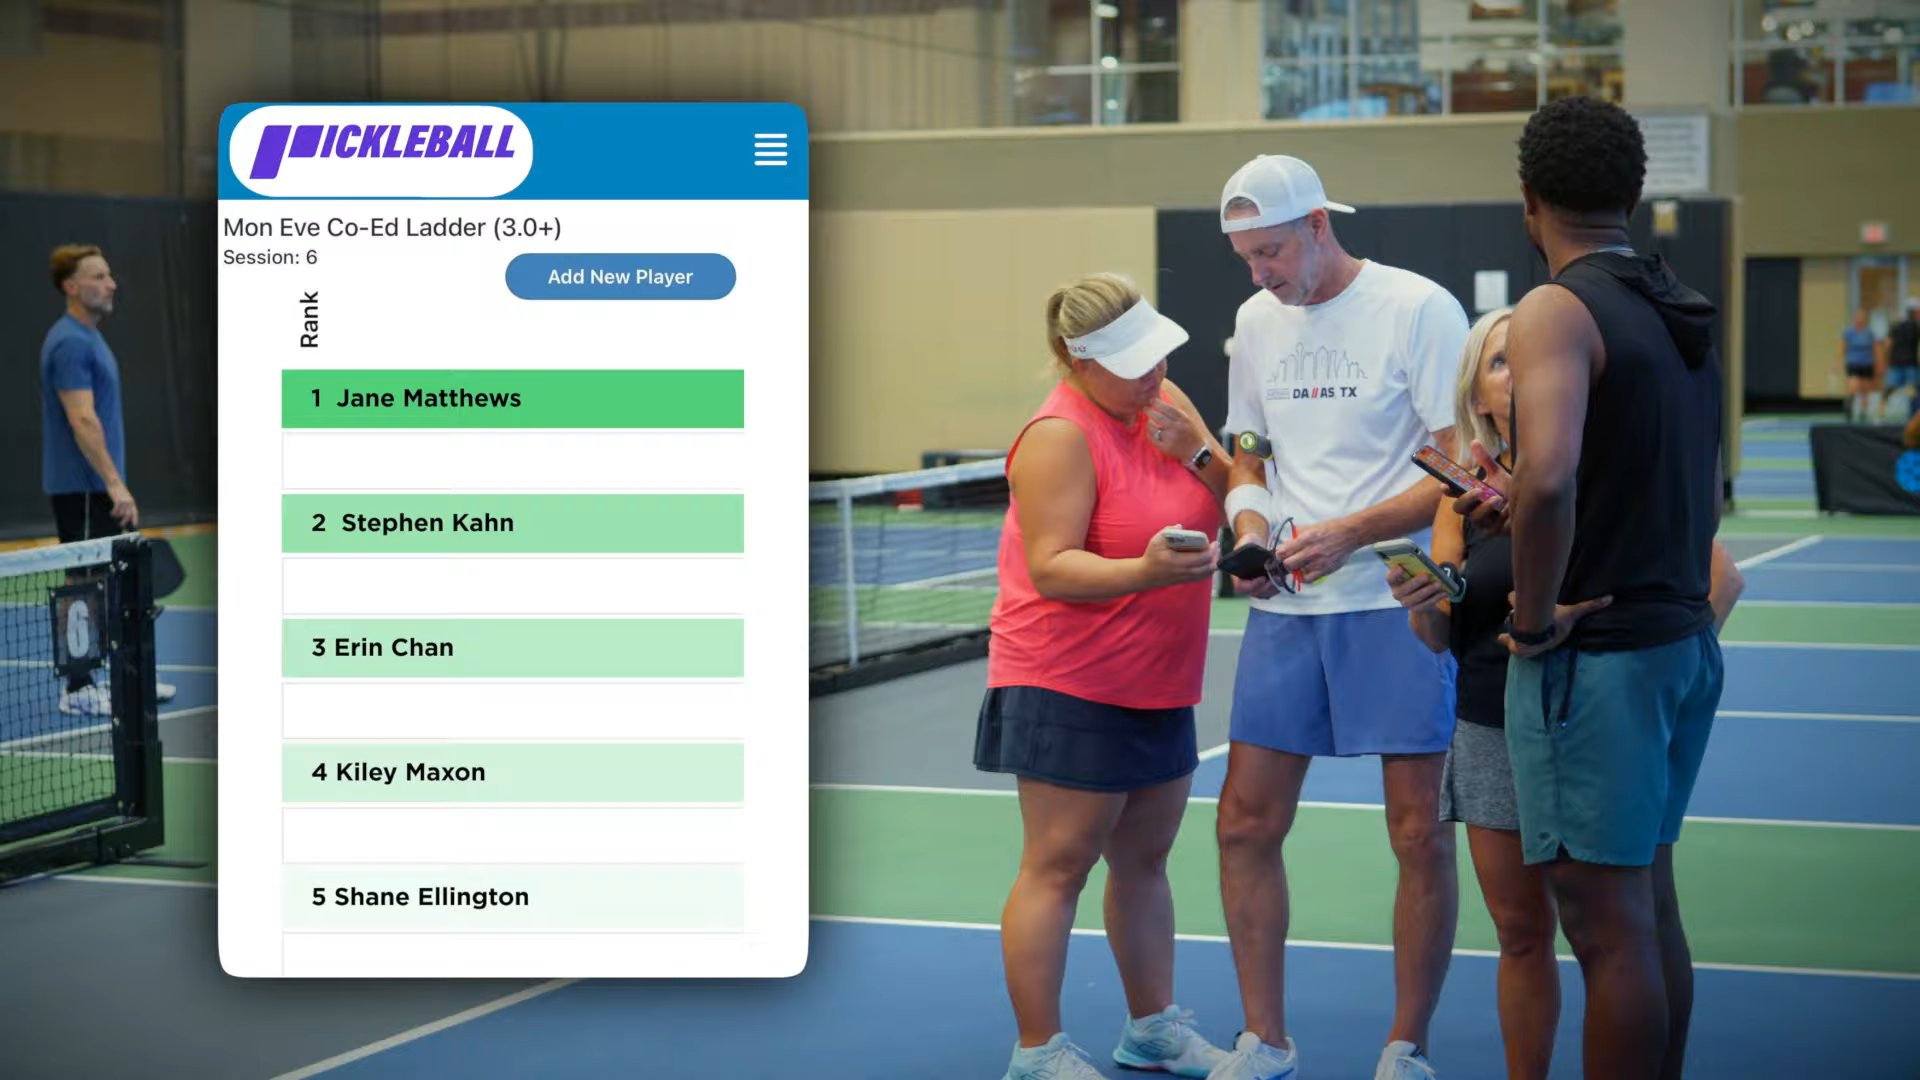 PICKLEBALL
Mon Eve Co-Ed Ladder (3.0+)
Session: 6
Add New Player
Rank
1 Jane Matthews
2 Stephen Kahn
3 Erin Chan
4 Kiley Maxon
5 Shane Ellington
6
DALLAS, TX